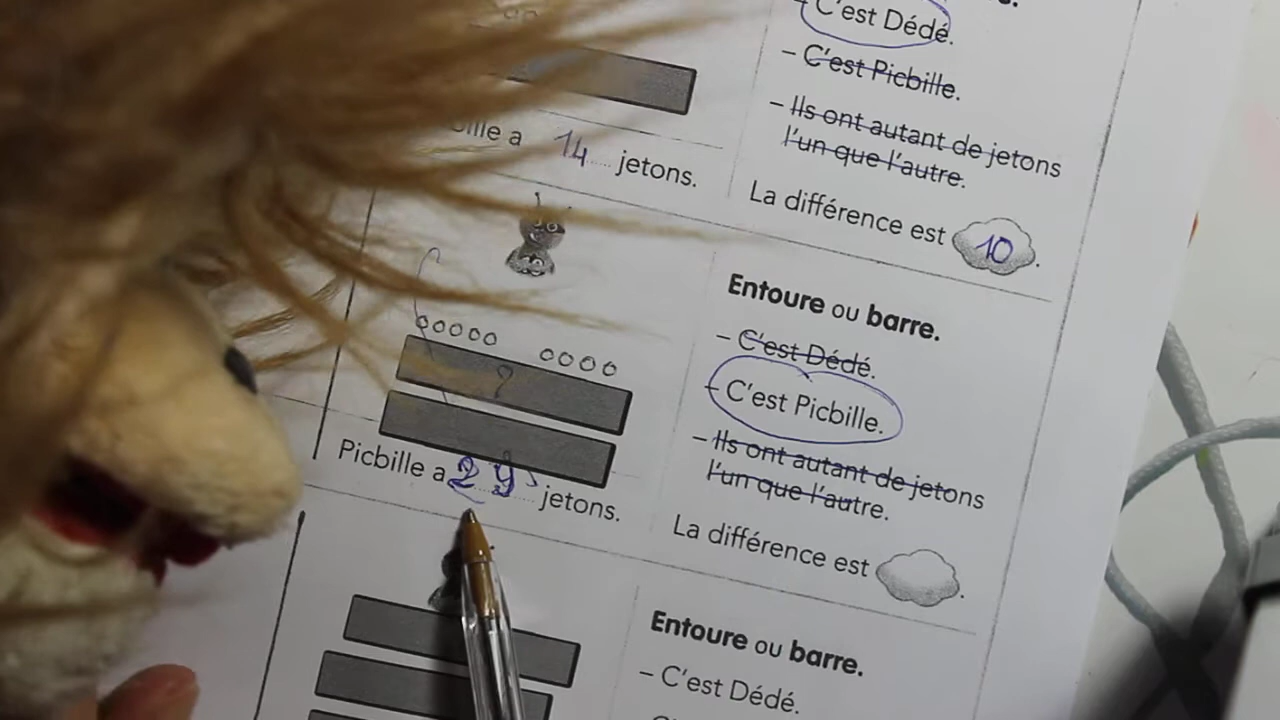 C'est Dédé.
– C'est Picbille.
– Ils ont autant de jetons
l'un que l'autre.
La différence est 10.
a 14 jetons.
?
Picbille a 29 jetons.
Entoure ou barre.
– C'est Dédé.
– C'est Picbille.
– Ils ont autant de jetons
l'un que l'autre.
La différence est .
Entoure ou barre.
– C'est Dédé.